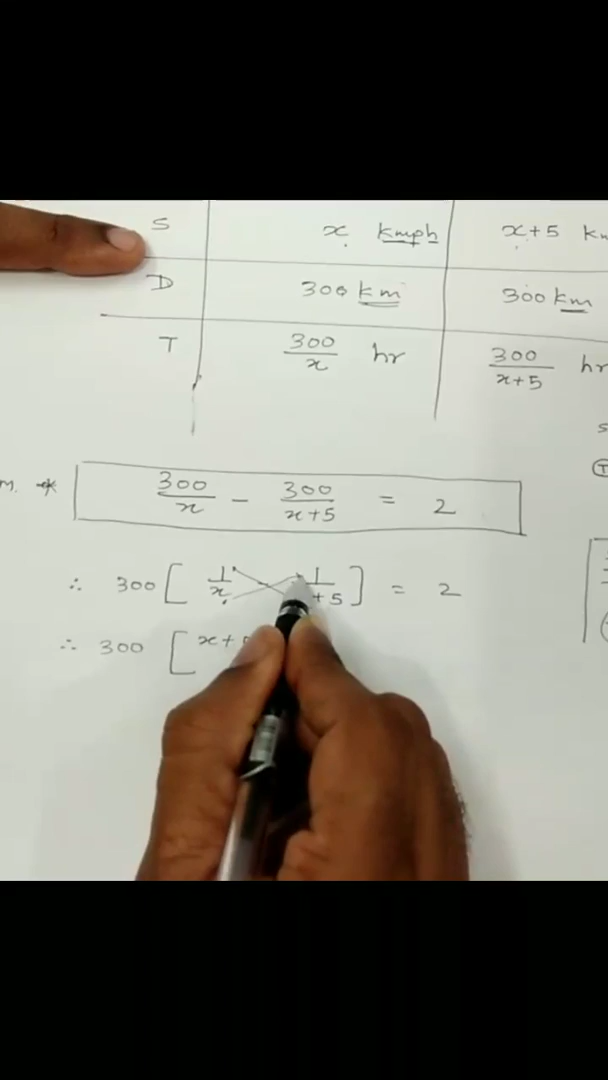 S x kmph x+5 k
D 300 km 300 km
T 300/x hr 300/x+5 hr
M. * 300/x - 300/x+5 = 2
∴ 300 [ 1/x - 1/+5 ] = 2
∴ 300 [ x+